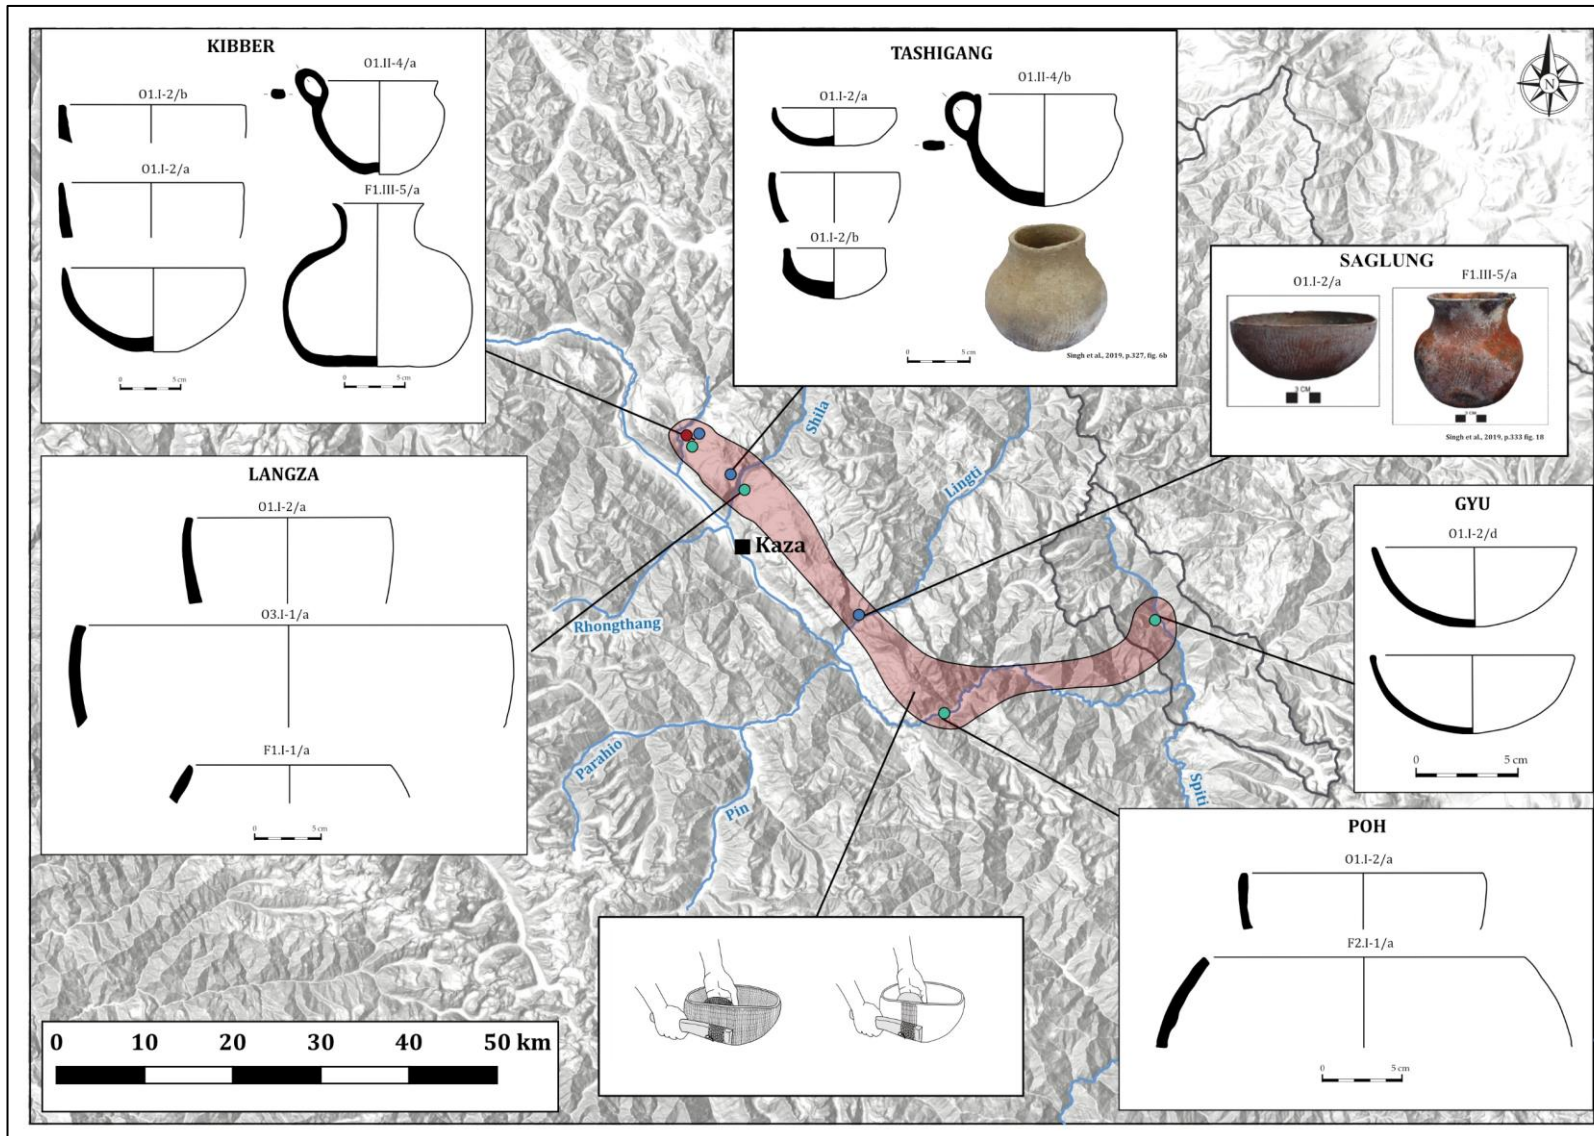 KIBBER
O1.II-4/a
O1.I-2/b
O1.I-2/a
F1.III-5/a
0 5 cm
0 5 cm
TASHIGANG
O1.II-4/b
O1.I-2/a
O1.I-2/b
0 5 cm
Singh et al., 2019, p.327, fig. 6b
N
SAGLUNG
O1.I-2/a
F1.III-5/a
3 CM
Singh et al., 2019, p.333 fig. 18
LANGZA
O1.I-2/a
O3.I-1/a
F1.I-1/a
0 5 cm
GYU
O1.I-2/d
0 5 cm
POH
O1.I-2/a
F2.I-1/a
0 5 cm
Shila
Lingti
Kaza
Rhongthang
Parahio
Pin
Spiti
0 10 20 30 40 50 km